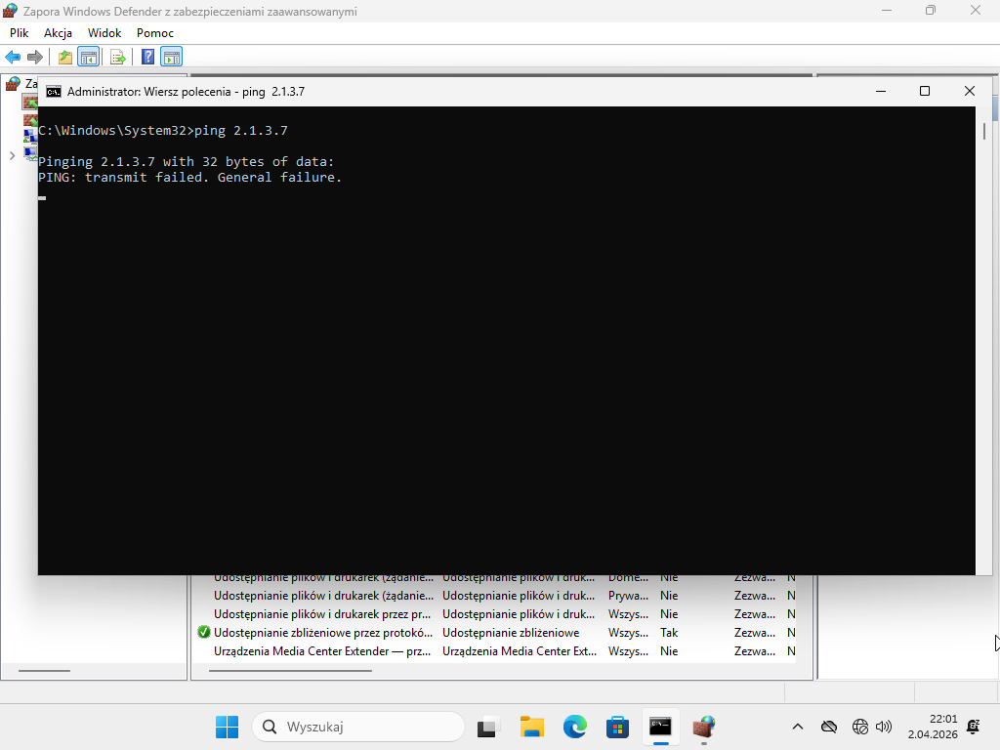 Zapora Windows Defender z zabezpieczeniami zaawansowanymi
Plik Akcja Widok Pomoc
Za
Administrator: Wiersz polecenia - ping 2.1.3.7
C:\Windows\System32>ping 2.1.3.7
Pinging 2.1.3.7 with 32 bytes of data:
PING: transmit failed. General failure.
Udostępnianie plików i drukarek (żądanie... Udostępnianie plików i druk... Dome... Nie Zezwa... N
Udostępnianie plików i drukarek (żądanie... Udostępnianie plików i druk... Prywa... Nie Zezwa... N
Udostępnianie plików i drukarek przez pr... Udostępnianie plików i druk... Wszys... Nie Zezwa... N
Udostępnianie zbliżeniowe przez protokó... Udostępnianie zbliżeniowe Wszys... Tak Zezwa... N
Urządzenia Media Center Extender — prz... Urządzenia Media Center Ext... Wszys... Nie Zezwa... N
Wyszukaj
22:01
2.04.2026